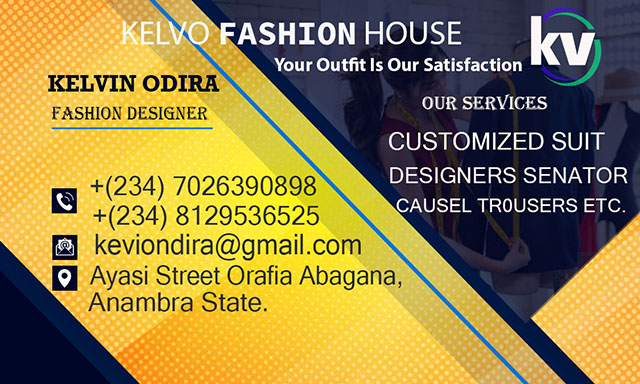 KELVO FASHION HOUSE
Your Outfit Is Our Satisfaction
kv
KELVIN ODIRA
FASHION DESIGNER
+(234) 7026390898
+(234) 8129536525
keviondira@gmail.com
Ayasi Street Orafia Abagana,
Anambra State.
OUR SERVICES
CUSTOMIZED SUIT
DESIGNERS SENATOR
CAUSEL TR0USERS ETC.